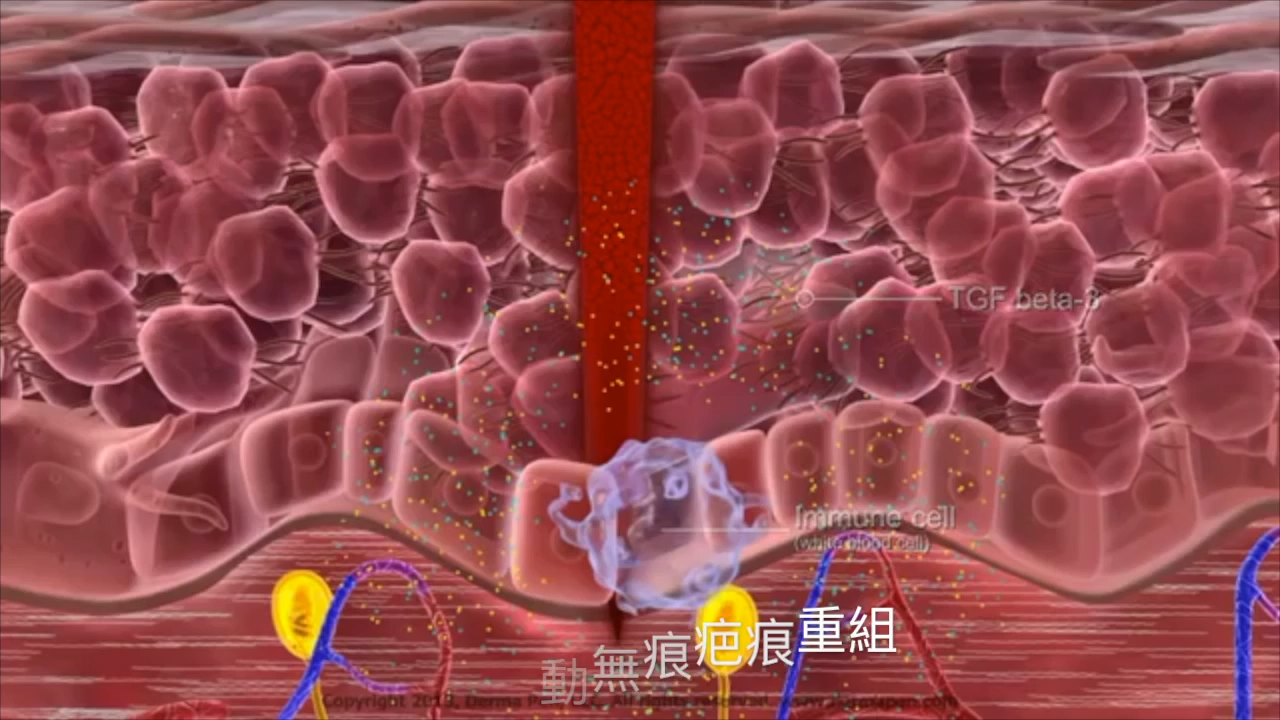 TGF beta-3
Immune cell
(white blood cell)
動無痕疤痕重組